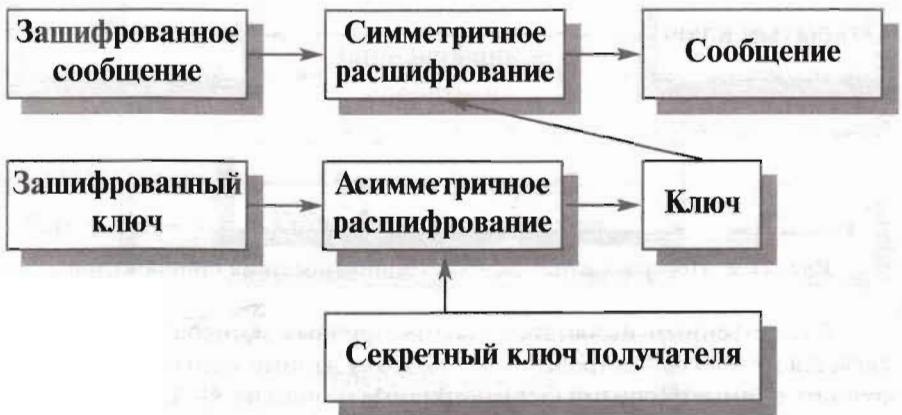 Зашифрованное
сообщение
Симметричное
расшифрование
Сообщение
Зашифрованный
ключ
Асимметричное
расшифрование
Ключ
Секретный ключ получателя